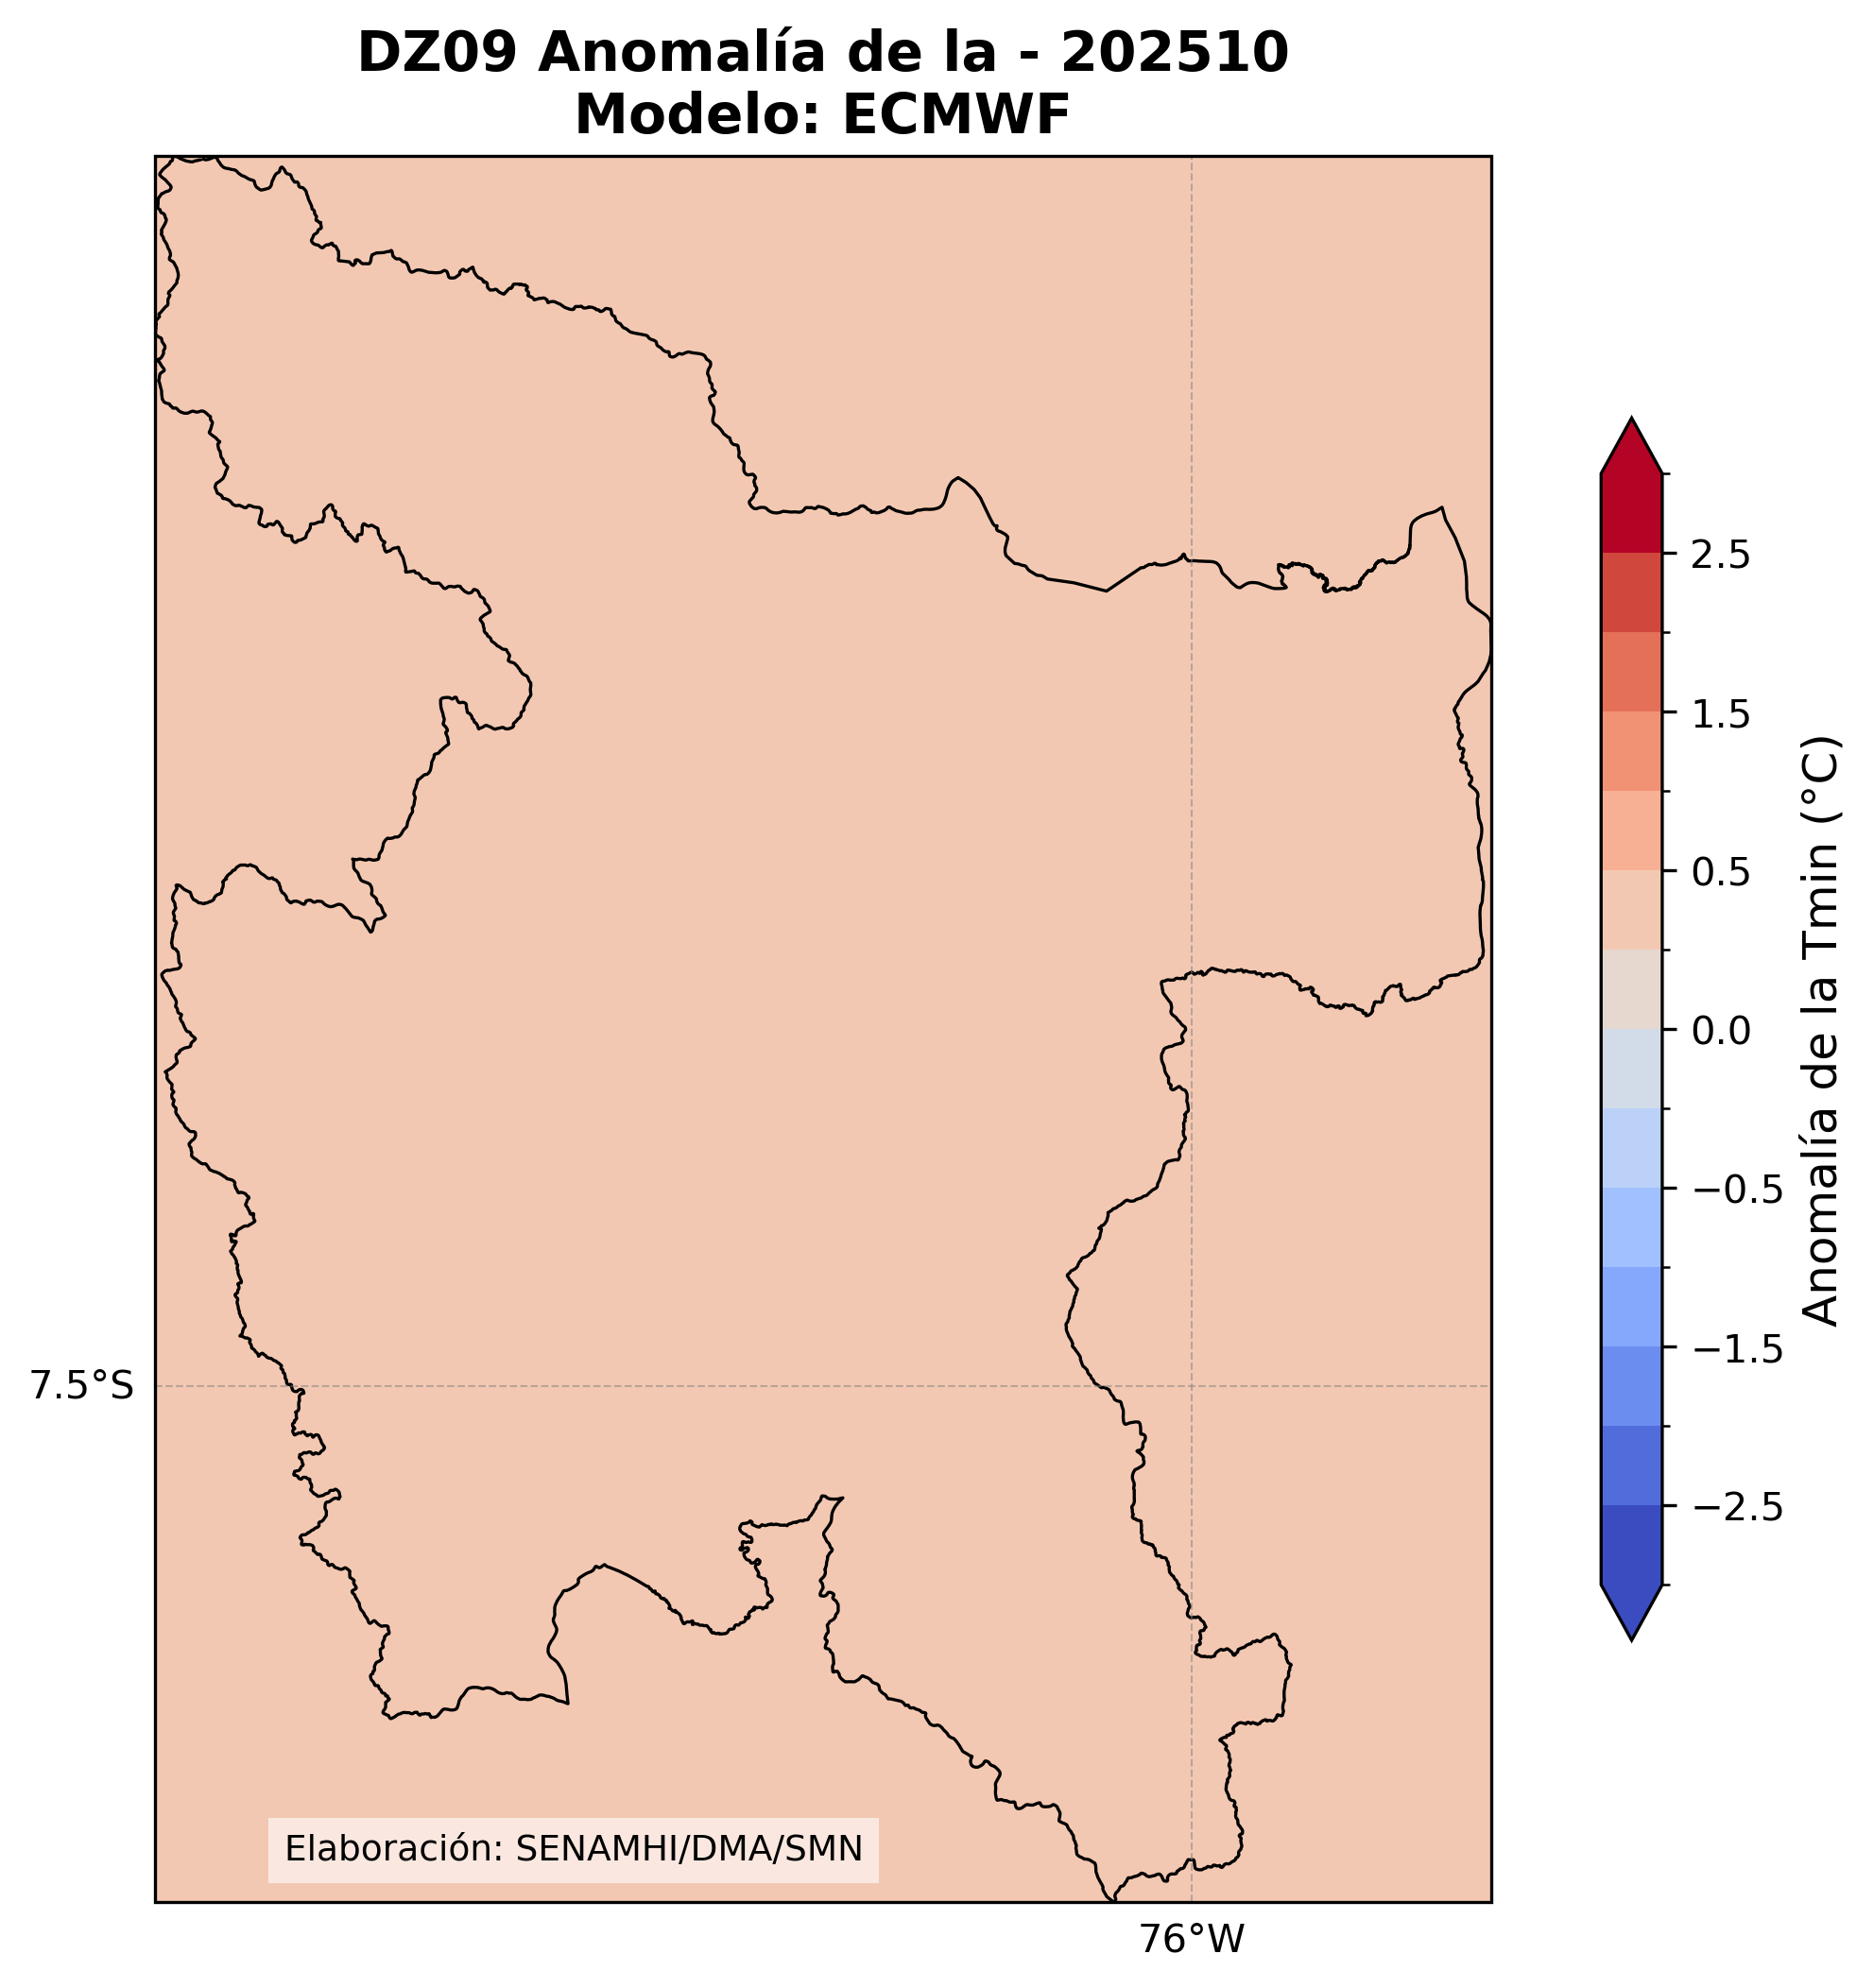 DZ09 Anomalía de la - 202510
Modelo: ECMWF
2.5
1.5
0.5
0.0
−0.5
−1.5
−2.5
Anomalía de la Tmin (°C)
7.5°S
76°W
Elaboración: SENAMHI/DMA/SMN